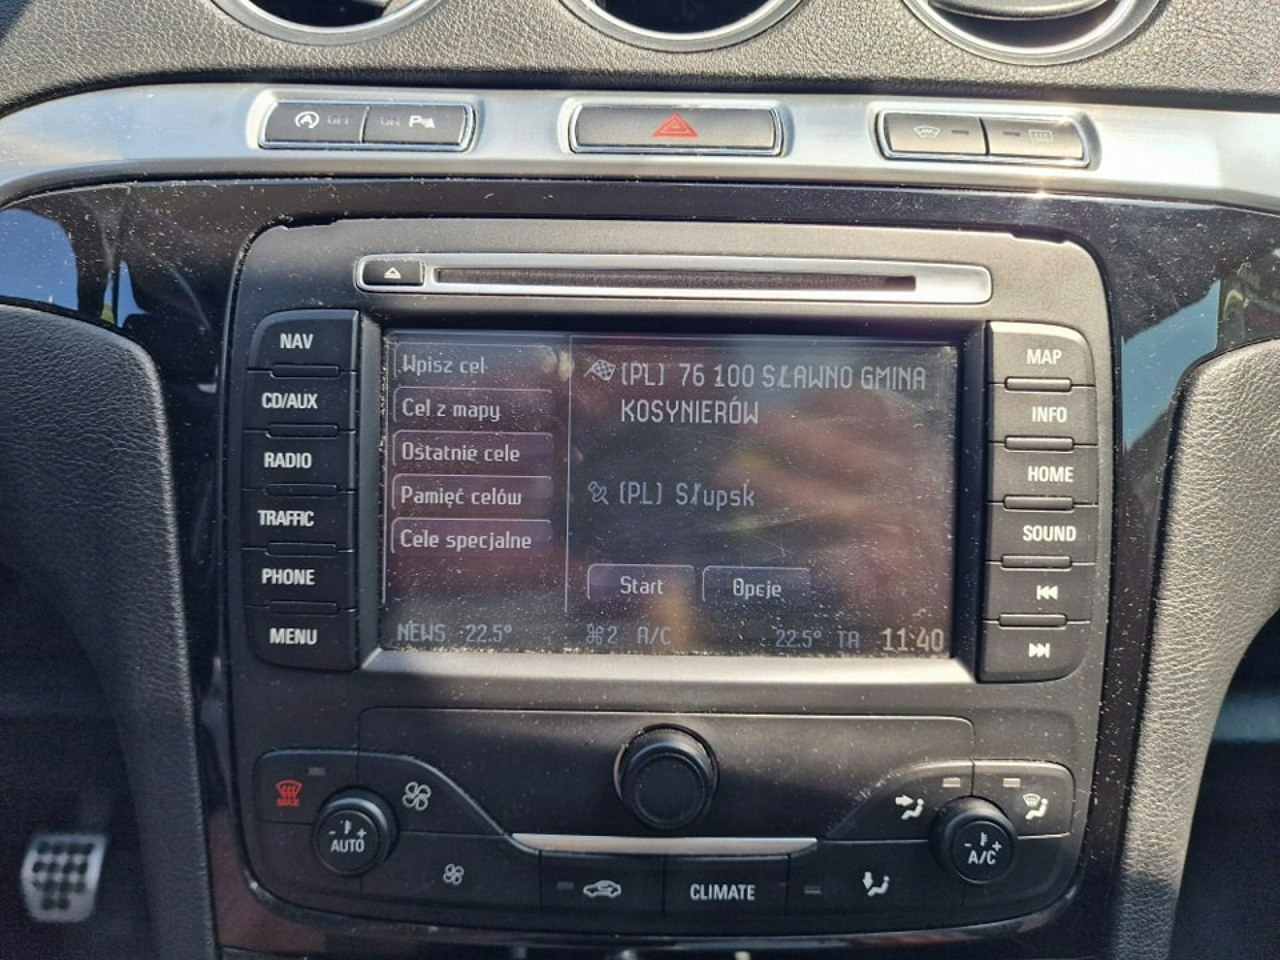 OFF
OFF P
NAV
CD/AUX
RADIO
TRAFFIC
PHONE
MENU
Wpisz cel
Cel z mapy
Ostatnie cele
Pamięć celów
Cele specjalne
(PL) 76 100 SŁAWNO GMINA
KOSYNIERÓW
(PL) Słupsk
Start
Opcje
NEWS 22.5° 2 A/C 22.5° TA 11:40
MAP
INFO
HOME
SOUND
MAX
AUTO
A/C
CLIMATE